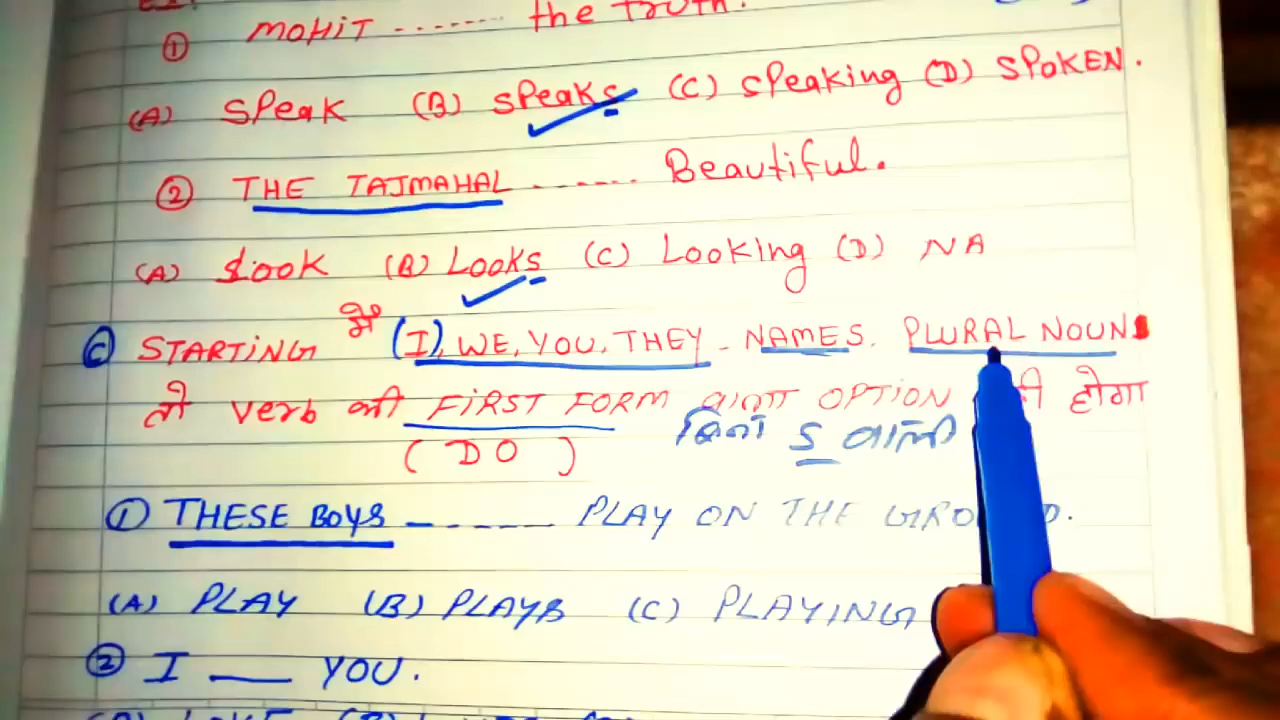 ① MOHIT ....... the truth.
(A) SPeak (B) SPeaks (C) speaking (D) SPOKEN.
② THE TAJMAHAL ...... Beautiful.
(A) Look (B) Looks (C) Looking (D) NA
Ⓒ STARTING में (I), WE, YOU, THEY - NAMES. PLURAL NOUNS
तो verb की FIRST FORM वाला OPTION ही होगा
(DO) बिना S वाली
① THESE BOYS ------ PLAY ON THE
(A) PLAY (B) PLAYS (C) PLAYING
② I ___ YOU.